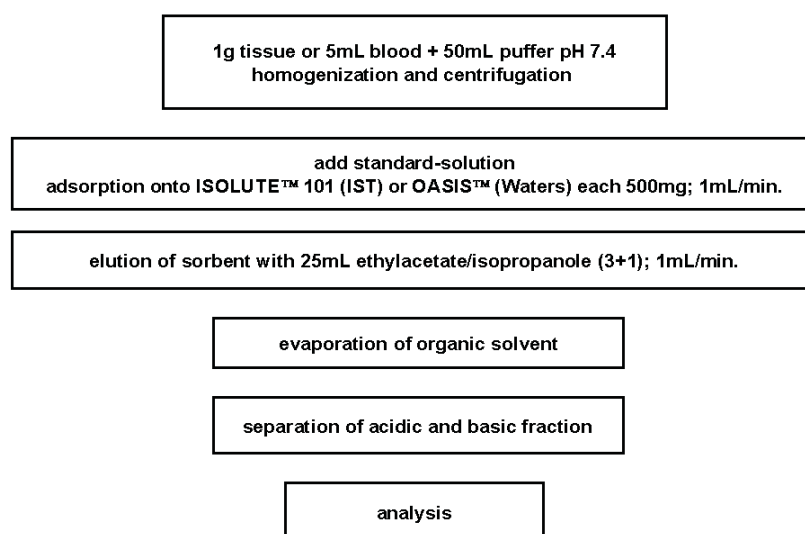 1g tissue or 5mL blood + 50mL puffer pH 7.4
homogenization and centrifugation
add standard-solution
adsorption onto ISOLUTE™ 101 (IST) or OASIS™ (Waters) each 500mg; 1mL/min.
elution of sorbent with 25mL ethylacetate/isopropanole (3+1); 1mL/min.
evaporation of organic solvent
separation of acidic and basic fraction
analysis